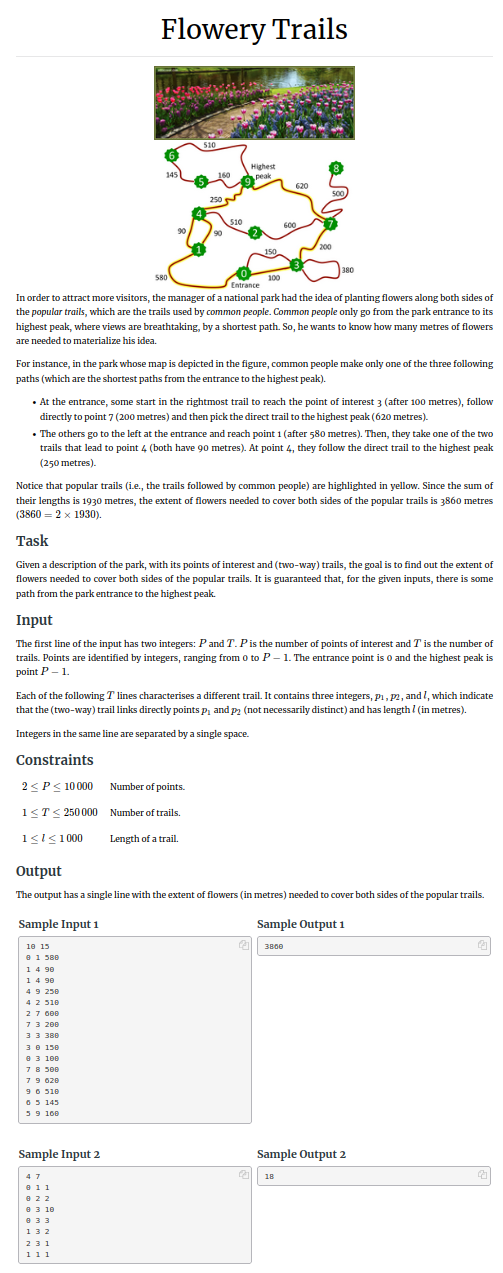 Flowery Trails
510
6
Highest
peak
8
145
5
160
9
620
500
250
4
510
7
90
90
2
600
1
150
200
580
0
3
380
100
Entrance
In order to attract more visitors, the manager of a national park had the idea of planting flowers along both sides of
the popular trails, which are the trails used by common people. Common people only go from the park entrance to its
highest peak, where views are breathtaking, by a shortest path. So, he wants to know how many metres of flowers
are needed to materialize his idea.
For instance, in the park whose map is depicted in the figure, common people make only one of the three following
paths (which are the shortest paths from the entrance to the highest peak).
• At the entrance, some start in the rightmost trail to reach the point of interest 3 (after 100 metres), follow
directly to point 7 (200 metres) and then pick the direct trail to the highest peak (620 metres).
• The others go to the left at the entrance and reach point 1 (after 580 metres). Then, they take one of the two
trails that lead to point 4 (both have 90 metres). At point 4, they follow the direct trail to the highest peak
(250 metres).
Notice that popular trails (i.e., the trails followed by common people) are highlighted in yellow. Since the sum of
their lengths is 1930 metres, the extent of flowers needed to cover both sides of the popular trails is 3860 metres
(3860 = 2 × 1930).
Task
Given a description of the park, with its points of interest and (two-way) trails, the goal is to find out the extent of
flowers needed to cover both sides of the popular trails. It is guaranteed that, for the given inputs, there is some
path from the park entrance to the highest peak.
Input
The first line of the input has two integers: P and T. P is the number of points of interest and T is the number of
trails. Points are identified by integers, ranging from 0 to P − 1. The entrance point is 0 and the highest peak is
point P − 1.
Each of the following T lines characterises a different trail. It contains three integers, p₁, p₂, and l, which indicate
that the (two-way) trail links directly points p₁ and p₂ (not necessarily distinct) and has length l (in metres).
Integers in the same line are separated by a single space.
Constraints
2 ≤ P ≤ 10 000 Number of points.
1 ≤ T ≤ 250 000 Number of trails.
1 ≤ l ≤ 1 000 Length of a trail.
Output
The output has a single line with the extent of flowers (in metres) needed to cover both sides of the popular trails.
Sample Input 1
10 15
0 1 580
1 4 90
1 4 90
4 9 250
4 2 510
2 7 600
7 3 200
3 3 380
3 0 150
0 3 100
7 8 500
7 9 620
9 6 510
6 5 145
5 9 160
Sample Output 1
3860
Sample Input 2
4 7
0 1 1
0 2 2
0 3 10
0 3 3
1 3 2
2 3 1
1 1 1
Sample Output 2
18